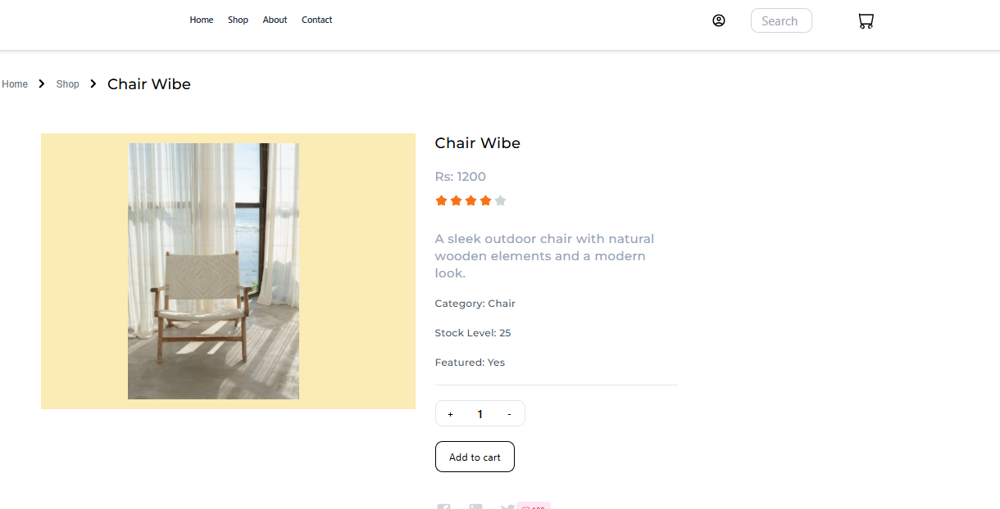 Home Shop About Contact Search
Home Shop Chair Wibe
Chair Wibe
Rs: 1200
A sleek outdoor chair with natural
wooden elements and a modern
look.
Category: Chair
Stock Level: 25
Featured: Yes
+ 1 -
Add to cart